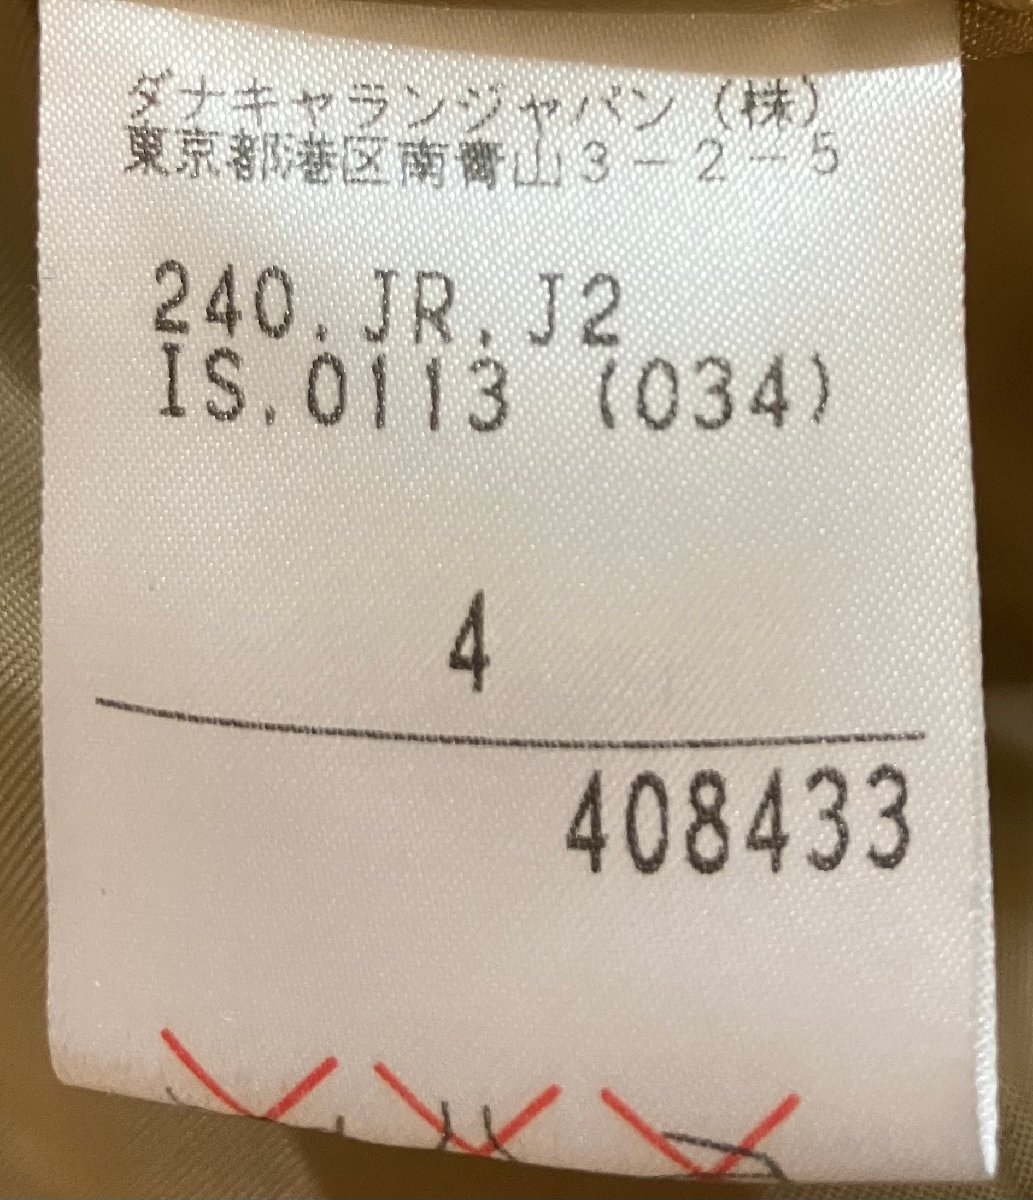 ダナキャランジャパン（株）
東京都港区南青山3－2－5
240.JR.J2
IS.0113 (034)
4
408433